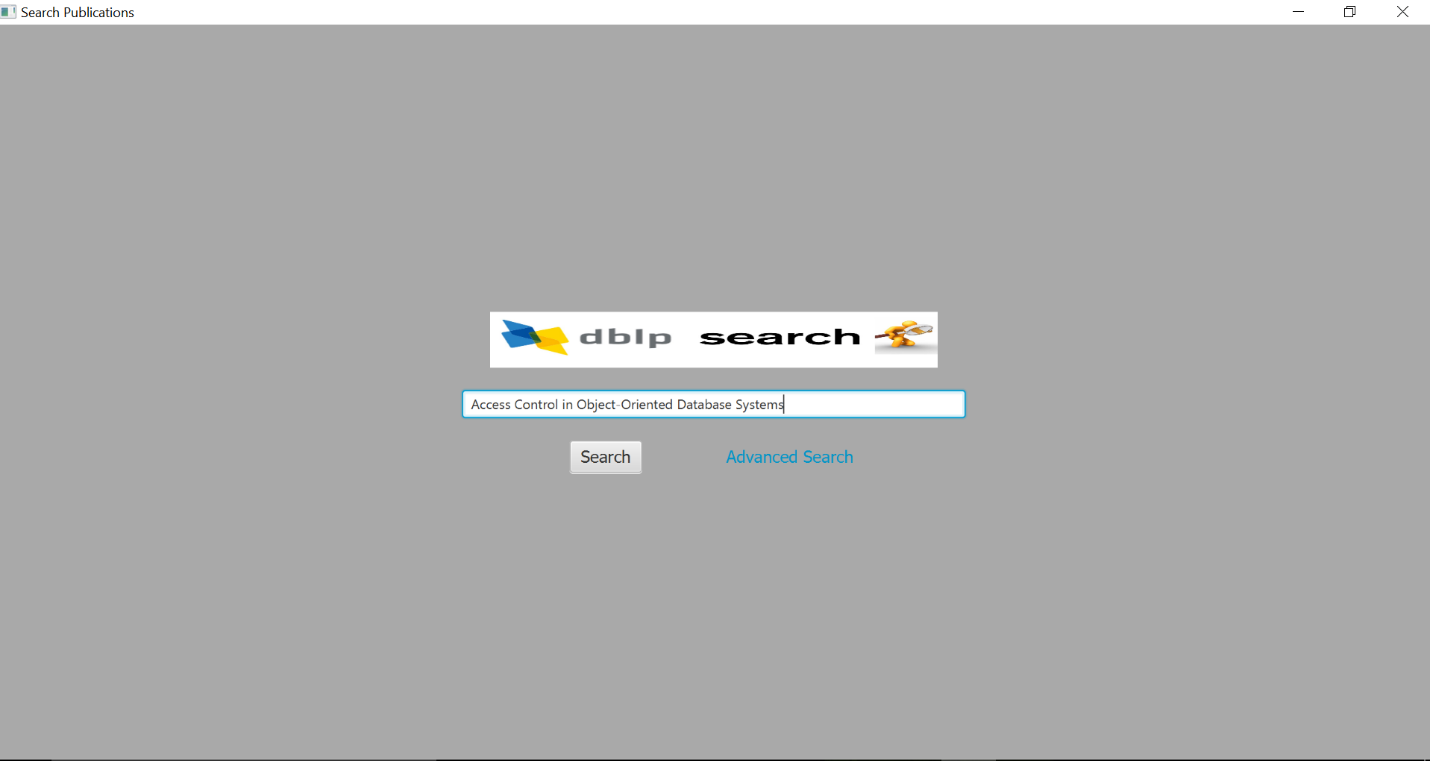 Search Publications
dblp search
Access Control in Object-Oriented Database Systems
Search
Advanced Search